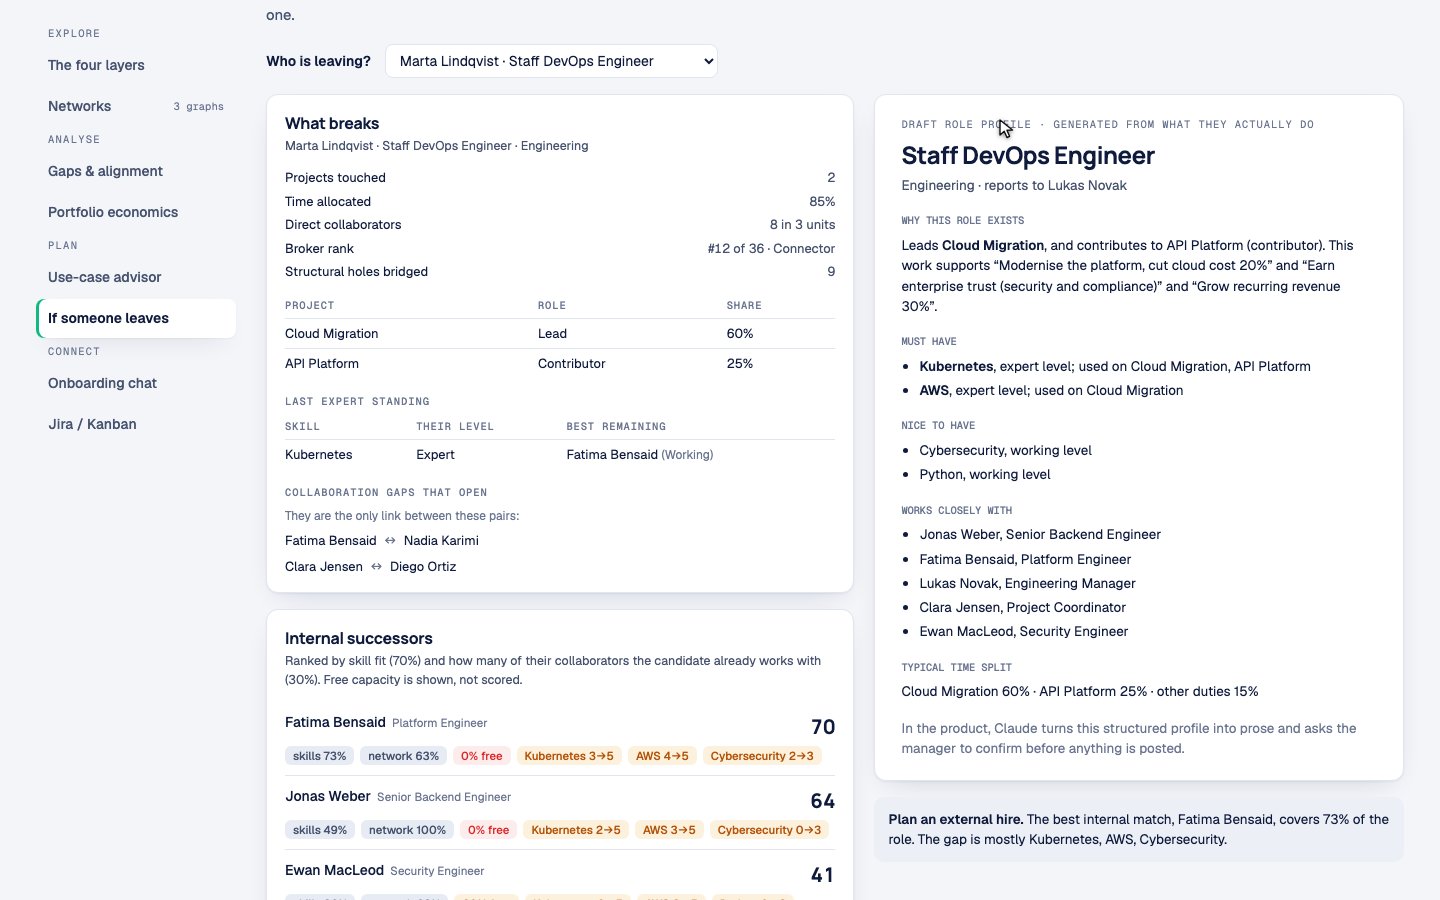 one.
EXPLORE
The four layers
Networks 3 graphs
ANALYSE
Gaps & alignment
Portfolio economics
PLAN
Use-case advisor
If someone leaves
CONNECT
Onboarding chat
Jira / Kanban
Who is leaving? Marta Lindqvist · Staff DevOps Engineer
What breaks
Marta Lindqvist · Staff DevOps Engineer · Engineering
Projects touched 2
Time allocated 85%
Direct collaborators 8 in 3 units
Broker rank #12 of 36 · Connector
Structural holes bridged 9
PROJECT ROLE SHARE
Cloud Migration Lead 60%
API Platform Contributor 25%
LAST EXPERT STANDING
SKILL THEIR LEVEL BEST REMAINING
Kubernetes Expert Fatima Bensaid (Working)
COLLABORATION GAPS THAT OPEN
They are the only link between these pairs:
Fatima Bensaid ↔ Nadia Karimi
Clara Jensen ↔ Diego Ortiz
Internal successors
Ranked by skill fit (70%) and how many of their collaborators the candidate already works with
(30%). Free capacity is shown, not scored.
Fatima Bensaid Platform Engineer 70
skills 73% network 63% 0% free Kubernetes 3→5 AWS 4→5 Cybersecurity 2→3
Jonas Weber Senior Backend Engineer 64
skills 49% network 100% 0% free Kubernetes 2→5 AWS 3→5 Cybersecurity 0→3
Ewan MacLeod Security Engineer 41
DRAFT ROLE PROFILE · GENERATED FROM WHAT THEY ACTUALLY DO
Staff DevOps Engineer
Engineering · reports to Lukas Novak
WHY THIS ROLE EXISTS
Leads Cloud Migration, and contributes to API Platform (contributor). This
work supports “Modernise the platform, cut cloud cost 20%” and “Earn
enterprise trust (security and compliance)” and “Grow recurring revenue
30%”.
MUST HAVE
• Kubernetes, expert level; used on Cloud Migration, API Platform
• AWS, expert level; used on Cloud Migration
NICE TO HAVE
• Cybersecurity, working level
• Python, working level
WORKS CLOSELY WITH
• Jonas Weber, Senior Backend Engineer
• Fatima Bensaid, Platform Engineer
• Lukas Novak, Engineering Manager
• Clara Jensen, Project Coordinator
• Ewan MacLeod, Security Engineer
TYPICAL TIME SPLIT
Cloud Migration 60% · API Platform 25% · other duties 15%
In the product, Claude turns this structured profile into prose and asks the
manager to confirm before anything is posted.
Plan an external hire. The best internal match, Fatima Bensaid, covers 73% of the
role. The gap is mostly Kubernetes, AWS, Cybersecurity.